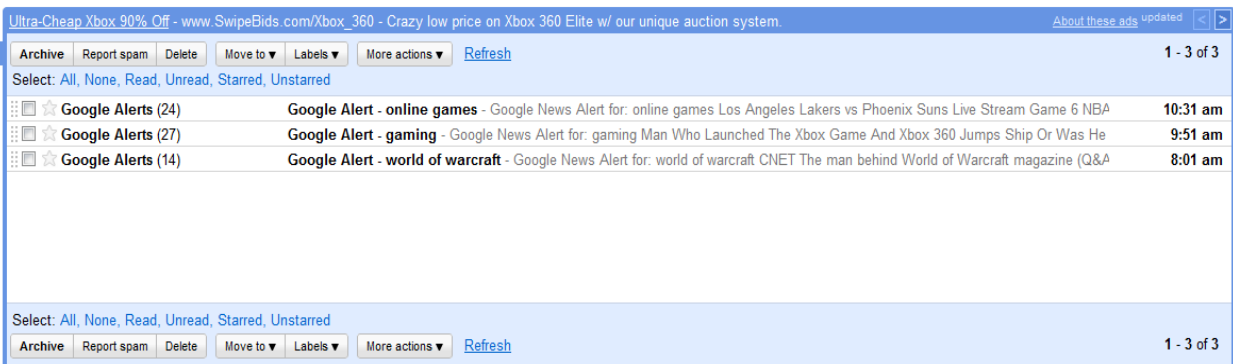 Ultra-Cheap Xbox 90% Off - www.SwipeBids.com/Xbox_360 - Crazy low price on Xbox 360 Elite w/ our unique auction system. About these ads updated < >
Archive Report spam Delete Move to ▼ Labels ▼ More actions ▼ Refresh 1 - 3 of 3
Select: All, None, Read, Unread, Starred, Unstarred
Google Alerts (24) Google Alert - online games - Google News Alert for: online games Los Angeles Lakers vs Phoenix Suns Live Stream Game 6 NBA 10:31 am
Google Alerts (27) Google Alert - gaming - Google News Alert for: gaming Man Who Launched The Xbox Game And Xbox 360 Jumps Ship Or Was He 9:51 am
Google Alerts (14) Google Alert - world of warcraft - Google News Alert for: world of warcraft CNET The man behind World of Warcraft magazine (Q&A 8:01 am
Select: All, None, Read, Unread, Starred, Unstarred
Archive Report spam Delete Move to ▼ Labels ▼ More actions ▼ Refresh 1 - 3 of 3